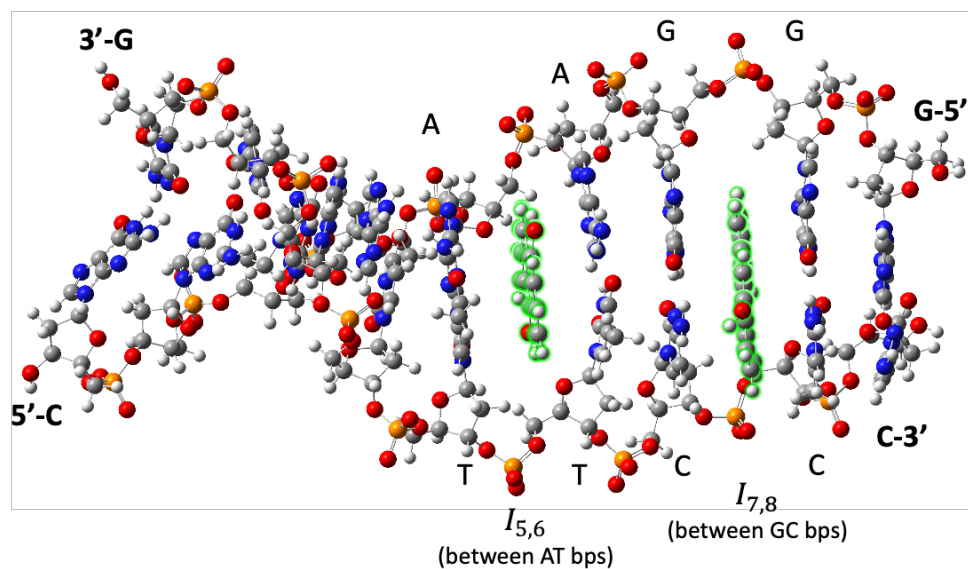 3’-G
G
G
A
A
G-5’
5’-C
C-3’
T
T
C
C
I5,6
(between AT bps)
I7,8
(between GC bps)